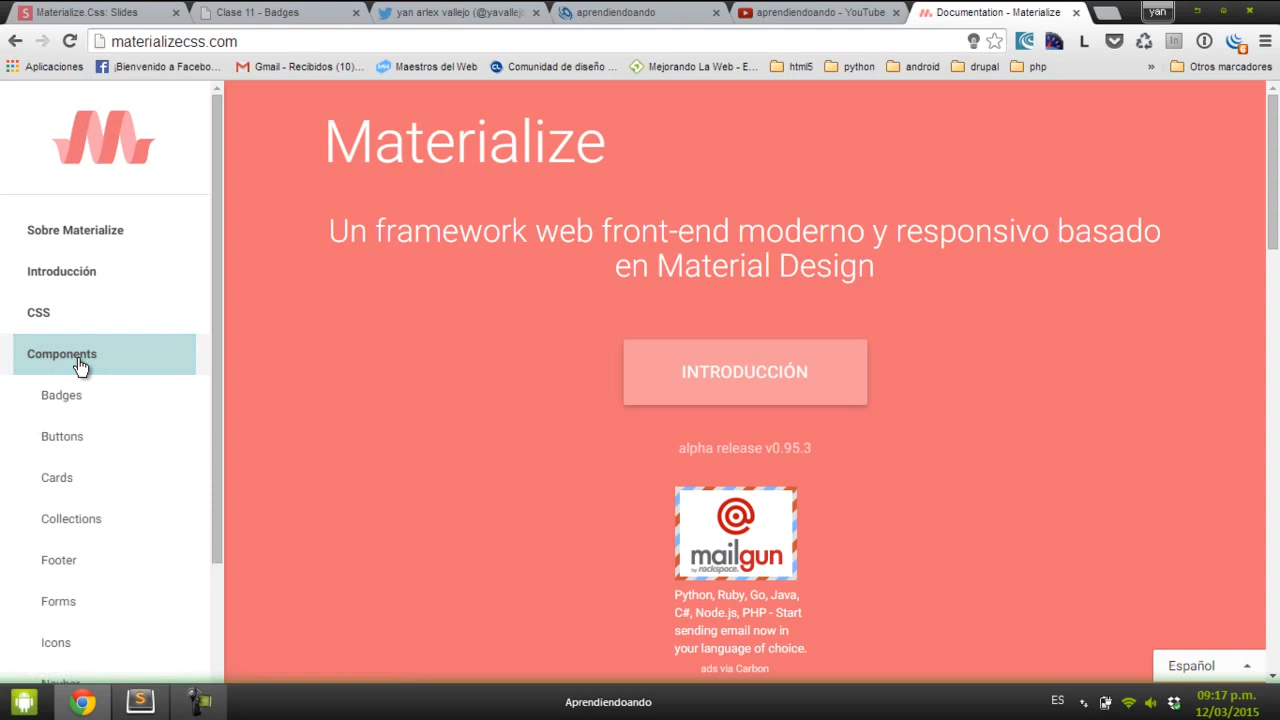 Materialize.Css: Slides
Clase 11 - Badges
yan arlex vallejo (@yavallej
aprendiendoando
aprendiendoando - YouTube
Documentation - Materialize
yan
materializecss.com
Aplicaciones
¡Bienvenido a Facebo...
Gmail - Recibidos (10)...
Maestros del Web
Comunidad de diseño ...
Mejorando La Web - E...
html5
python
android
drupal
php
»
Otros marcadores
Sobre Materialize
Introducción
CSS
Components
Badges
Buttons
Cards
Collections
Footer
Forms
Icons
Materialize
Un framework web front-end moderno y responsivo basado
en Material Design
INTRODUCCIÓN
alpha release v0.95.3
mailgun
by rackspace.
Python, Ruby, Go, Java,
C#, Node.js, PHP - Start
sending email now in
your language of choice.
ads via Carbon
Español
Aprendiendoando
ES
09:17 p.m.
12/03/2015